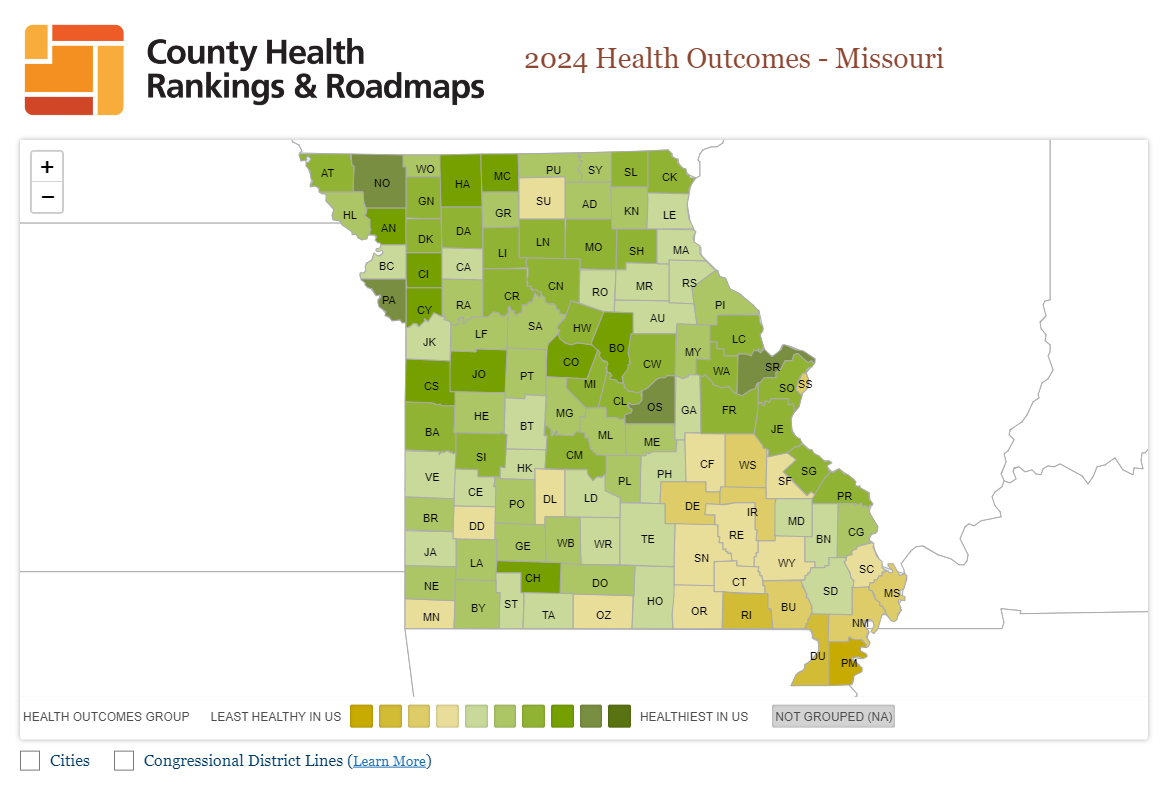 County Health
Rankings & Roadmaps
2024 Health Outcomes - Missouri
+
−
AT NO WO HA MC PU SY SL CK
HL GN GR SU AD KN LE
AN DK DA LI LN MO SH MA
BC CI CA CR CN RO MR RS
PA CY RA SA HW AU PI
JK LF BO MY LC
CS JO PT CO MI CW WA SR SO SS
BA HE BT MG CL OS GA FR JE
SI ML ME
VE HK CM PL PH CF WS SF SG
CE PO DL LD DE IR PR
BR DD GE WB WR TE RE MD BN CG
JA LA SN WY SC
NE CH DO CT SD MS
MN BY ST TA OZ HO OR RI BU NM
DU PM
HEALTH OUTCOMES GROUP LEAST HEALTHY IN US HEALTHIEST IN US NOT GROUPED (NA)
Cities Congressional District Lines (Learn More)